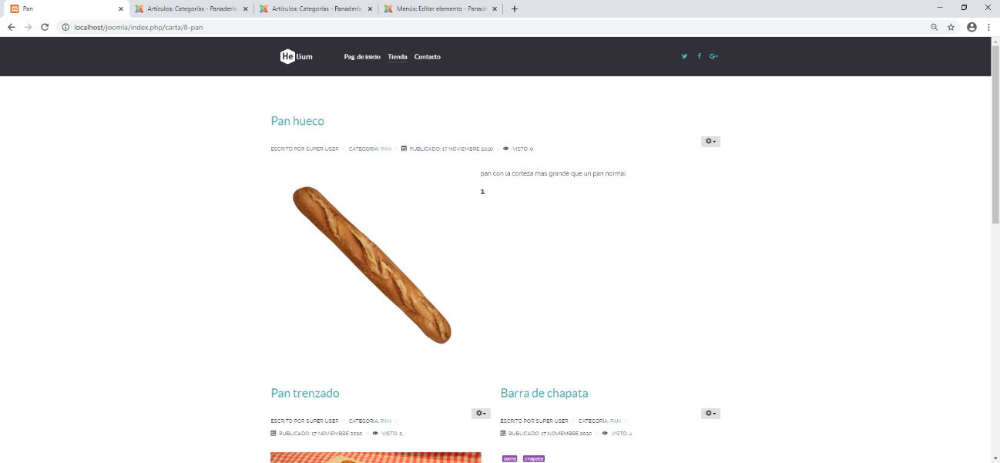 Pan
Artículos: Categorías - Panadería
Artículos: Categorías - Panadería
Menús: Editar elemento - Panade
localhost/joomla/index.php/carta/8-pan
Helium
Pag. de inicio
Tienda
Contacto
Pan hueco
ESCRITO POR SUPER USER / CATEGORÍA: PAN / PUBLICADO: 17 NOVIEMBRE 2020 / VISTO: 0
pan con la corteza mas grande que un pan normal
1
Pan trenzado
ESCRITO POR SUPER USER / CATEGORÍA: PAN /
PUBLICADO: 17 NOVIEMBRE 2020 / VISTO: 2
Barra de chapata
ESCRITO POR SUPER USER / CATEGORÍA: PAN /
PUBLICADO: 17 NOVIEMBRE 2020 / VISTO: 4
barra chapata